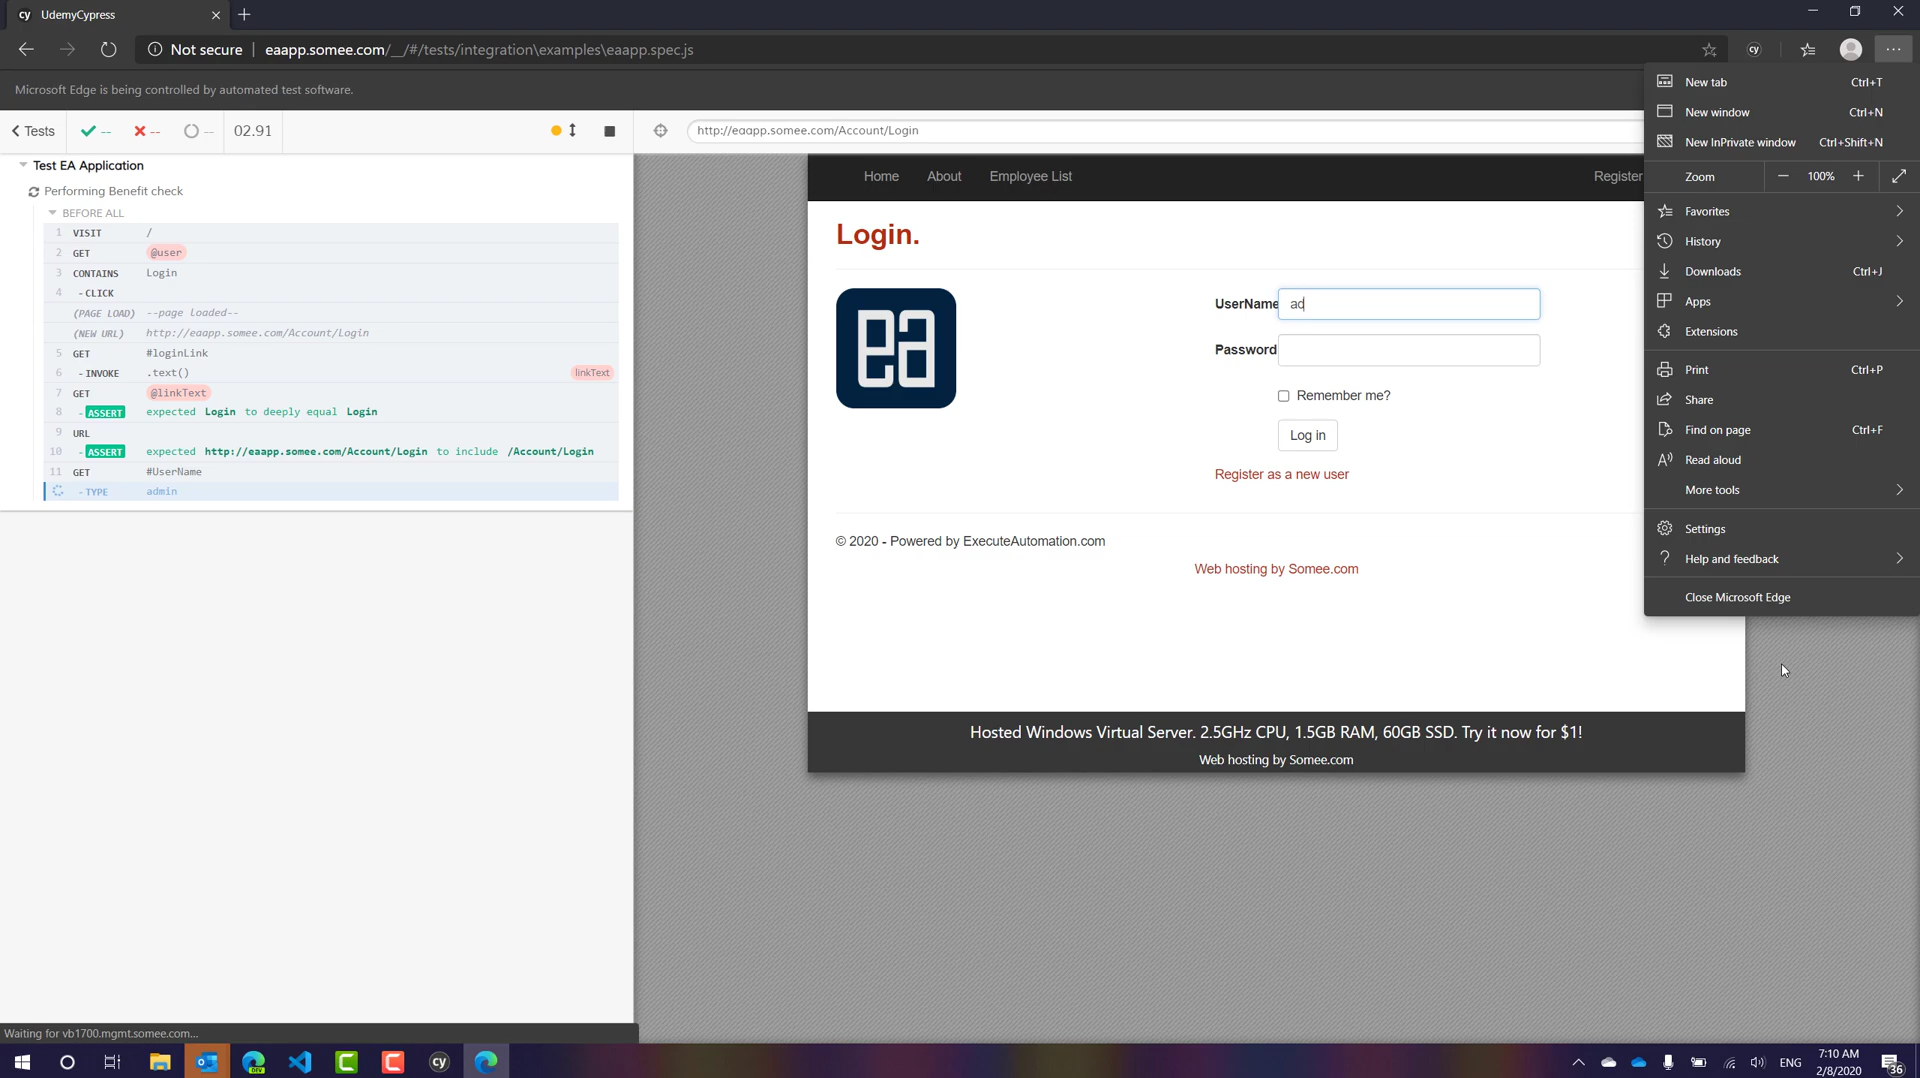 cy UdemyCypress
Not secure eaapp.somee.com/__/#/tests/integration\examples\eaapp.spec.js
cy
Microsoft Edge is being controlled by automated test software.
Tests -- -- -- 02.91
http://eaapp.somee.com/Account/Login
Test EA Application
Performing Benefit check
BEFORE ALL
1 VISIT /
2 GET @user
3 CONTAINS Login
4 - CLICK
(PAGE LOAD) --page loaded--
(NEW URL) http://eaapp.somee.com/Account/Login
5 GET #loginLink
6 - INVOKE .text() linkText
7 GET @linkText
8 - ASSERT expected Login to deeply equal Login
9 URL
10 - ASSERT expected http://eaapp.somee.com/Account/Login to include /Account/Login
11 GET #UserName
- TYPE admin
Home About Employee List Register
Login.
ea
UserName ad
Password
Remember me?
Log in
Register as a new user
© 2020 - Powered by ExecuteAutomation.com
Web hosting by Somee.com
Hosted Windows Virtual Server. 2.5GHz CPU, 1.5GB RAM, 60GB SSD. Try it now for $1!
Web hosting by Somee.com
New tab Ctrl+T
New window Ctrl+N
New InPrivate window Ctrl+Shift+N
Zoom 100%
Favorites
History
Downloads Ctrl+J
Apps
Extensions
Print Ctrl+P
Share
Find on page Ctrl+F
Read aloud
More tools
Settings
Help and feedback
Close Microsoft Edge
Waiting for vb1700.mgmt.somee.com...
DEV
cy
ENG
7:10 AM
2/8/2020
36